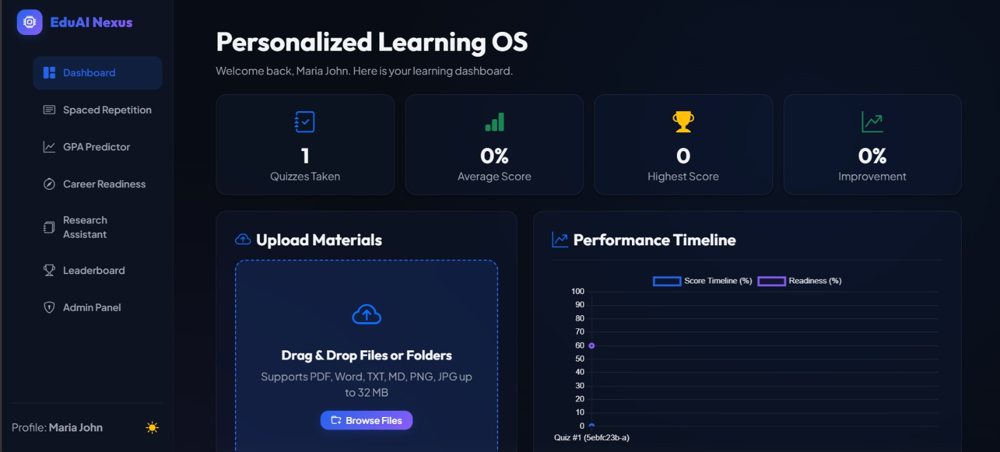 EduAI Nexus
Dashboard
Spaced Repetition
GPA Predictor
Career Readiness
Research
Assistant
Leaderboard
Admin Panel
Profile: Maria John
Personalized Learning OS
Welcome back, Maria John. Here is your learning dashboard.
1
Quizzes Taken
0%
Average Score
0
Highest Score
0%
Improvement
Upload Materials
Drag & Drop Files or Folders
Supports PDF, Word, TXT, MD, PNG, JPG up
to 32 MB
Browse Files
Performance Timeline
Score Timeline (%) Readiness (%)
100
90
80
70
60
50
40
30
20
10
0
Quiz #1 (5ebfc23b-a)